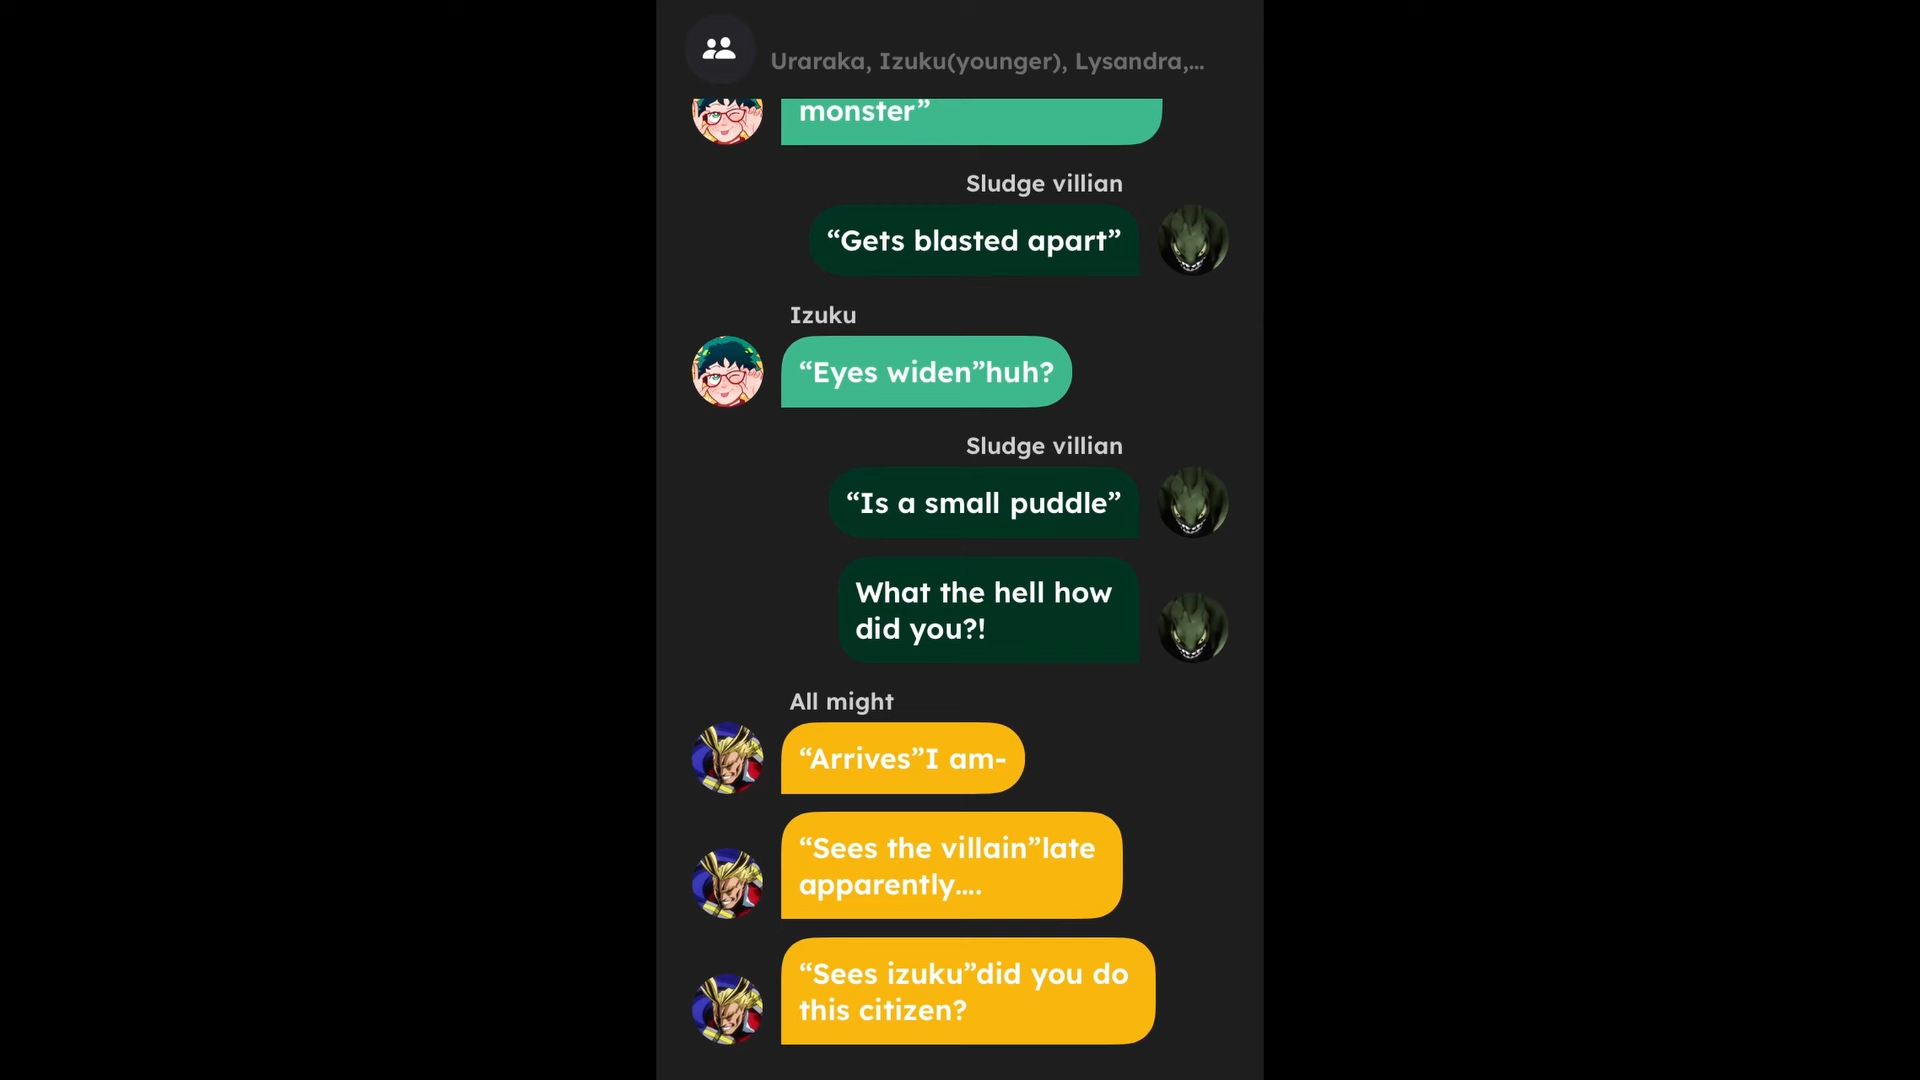 Uraraka, Izuku(younger), Lysandra,...
monster”
Sludge villian
“Gets blasted apart”
Izuku
“Eyes widen”huh?
Sludge villian
“Is a small puddle”
What the hell how
did you?!
All might
“Arrives”I am-
“Sees the villain”late
apparently....
“Sees izuku”did you do
this citizen?